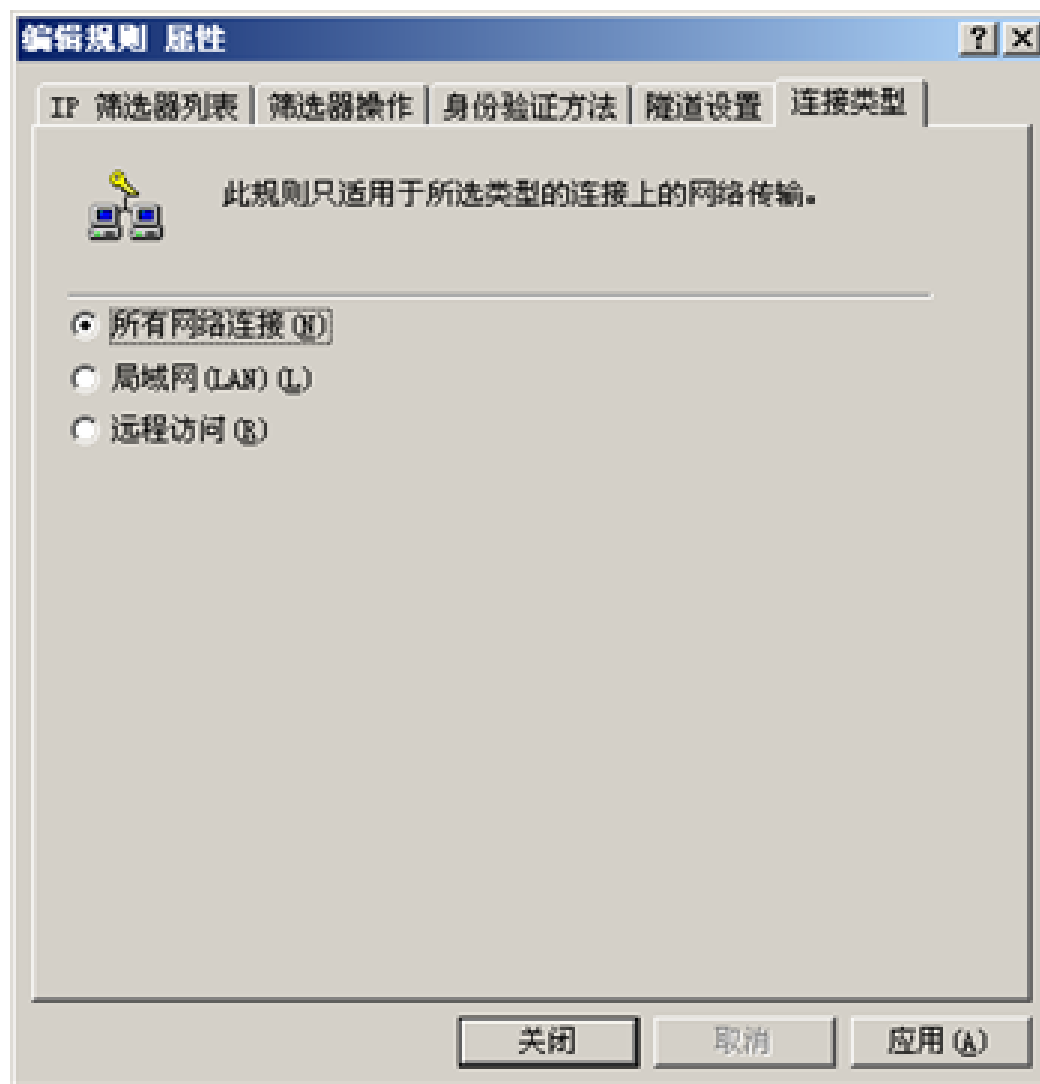 编辑规则 属性
IP 筛选器列表 筛选器操作 身份验证方法 隧道设置 连接类型
此规则只适用于所选类型的连接上的网络传输。
所有网络连接(N)
局域网(LAN)(L)
远程访问(R)
关闭 取消 应用(A)